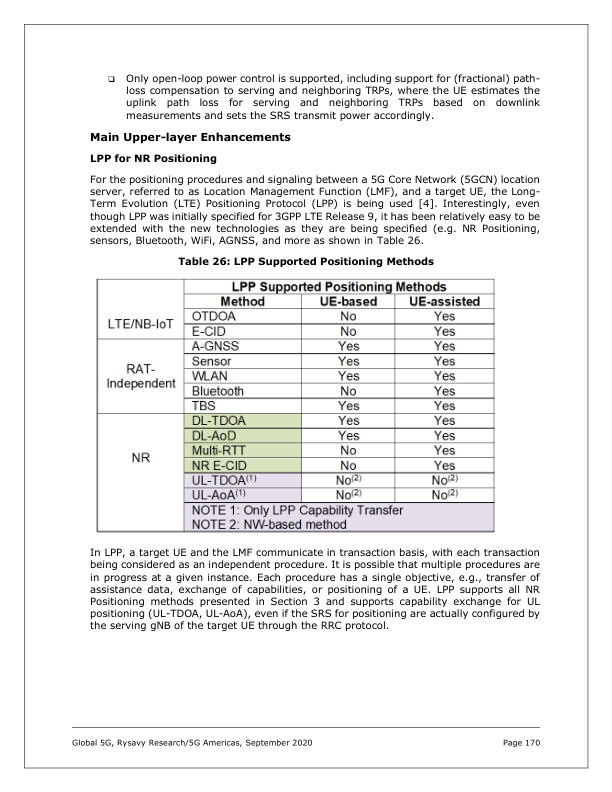 ❑ Only open-loop power control is supported, including support for (fractional) path-
loss compensation to serving and neighboring TRPs, where the UE estimates the
uplink path loss for serving and neighboring TRPs based on downlink
measurements and sets the SRS transmit power accordingly.
Main Upper-layer Enhancements
LPP for NR Positioning
For the positioning procedures and signaling between a 5G Core Network (5GCN) location
server, referred to as Location Management Function (LMF), and a target UE, the Long-
Term Evolution (LTE) Positioning Protocol (LPP) is being used [4]. Interestingly, even
though LPP was initially specified for 3GPP LTE Release 9, it has been relatively easy to be
extended with the new technologies as they are being specified (e.g. NR Positioning,
sensors, Bluetooth, WiFi, AGNSS, and more as shown in Table 26.
Table 26: LPP Supported Positioning Methods
LPP Supported Positioning Methods
Method UE-based UE-assisted
LTE/NB-IoT
OTDOA No Yes
E-CID No Yes
RAT-
Independent
A-GNSS Yes Yes
Sensor Yes Yes
WLAN Yes Yes
Bluetooth No Yes
TBS Yes Yes
NR
DL-TDOA Yes Yes
DL-AoD Yes Yes
Multi-RTT No Yes
NR E-CID No Yes
UL-TDOA(1) No(2) No(2)
UL-AoA(1) No(2) No(2)
NOTE 1: Only LPP Capability Transfer
NOTE 2: NW-based method
In LPP, a target UE and the LMF communicate in transaction basis, with each transaction
being considered as an independent procedure. It is possible that multiple procedures are
in progress at a given instance. Each procedure has a single objective, e.g., transfer of
assistance data, exchange of capabilities, or positioning of a UE. LPP supports all NR
Positioning methods presented in Section 3 and supports capability exchange for UL
positioning (UL-TDOA, UL-AoA), even if the SRS for positioning are actually configured by
the serving gNB of the target UE through the RRC protocol.
Global 5G, Rysavy Research/5G Americas, September 2020 Page 170